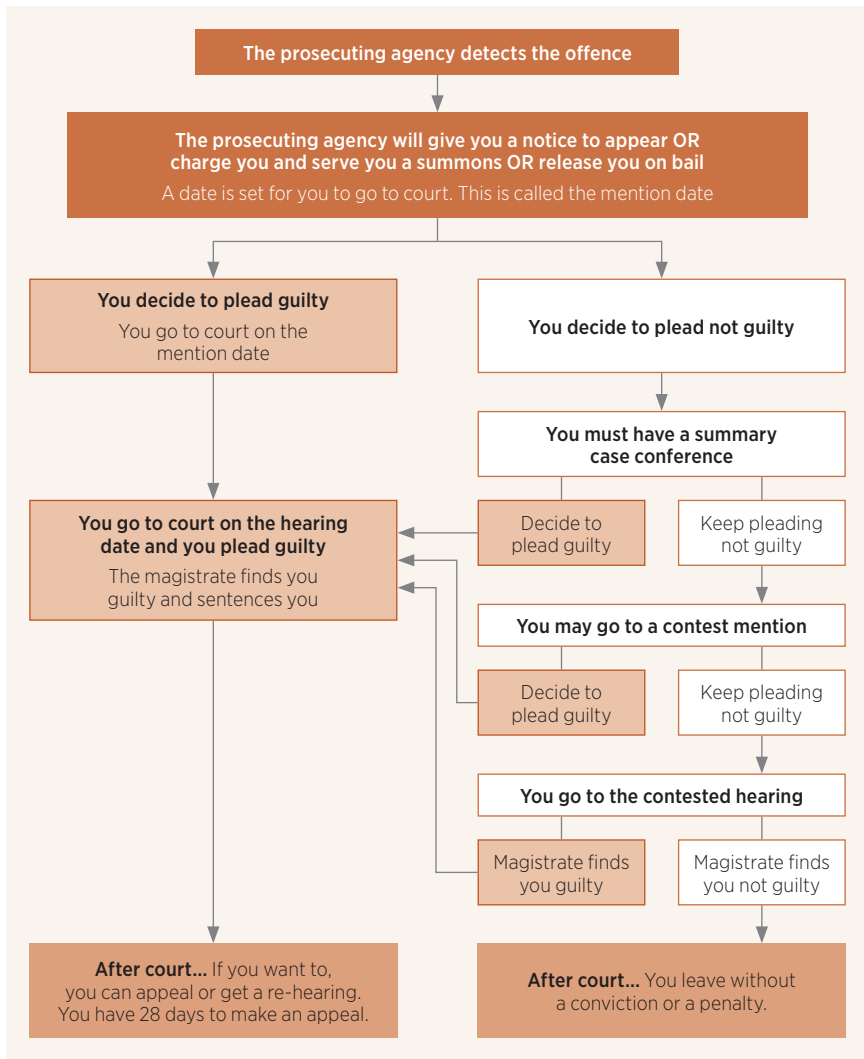 The prosecuting agency detects the offence
The prosecuting agency will give you a notice to appear OR
charge you and serve you a summons OR release you on bail
A date is set for you to go to court. This is called the mention date
You decide to plead guilty
You go to court on the
mention date
You decide to plead not guilty
You must have a summary
case conference
Decide to
plead guilty
Keep pleading
not guilty
You go to court on the hearing
date and you plead guilty
The magistrate finds you
guilty and sentences you
You may go to a contest mention
Decide to
plead guilty
Keep pleading
not guilty
You go to the contested hearing
Magistrate finds
you guilty
Magistrate finds
you not guilty
After court... If you want to,
you can appeal or get a re-hearing.
You have 28 days to make an appeal.
After court... You leave without
a conviction or a penalty.